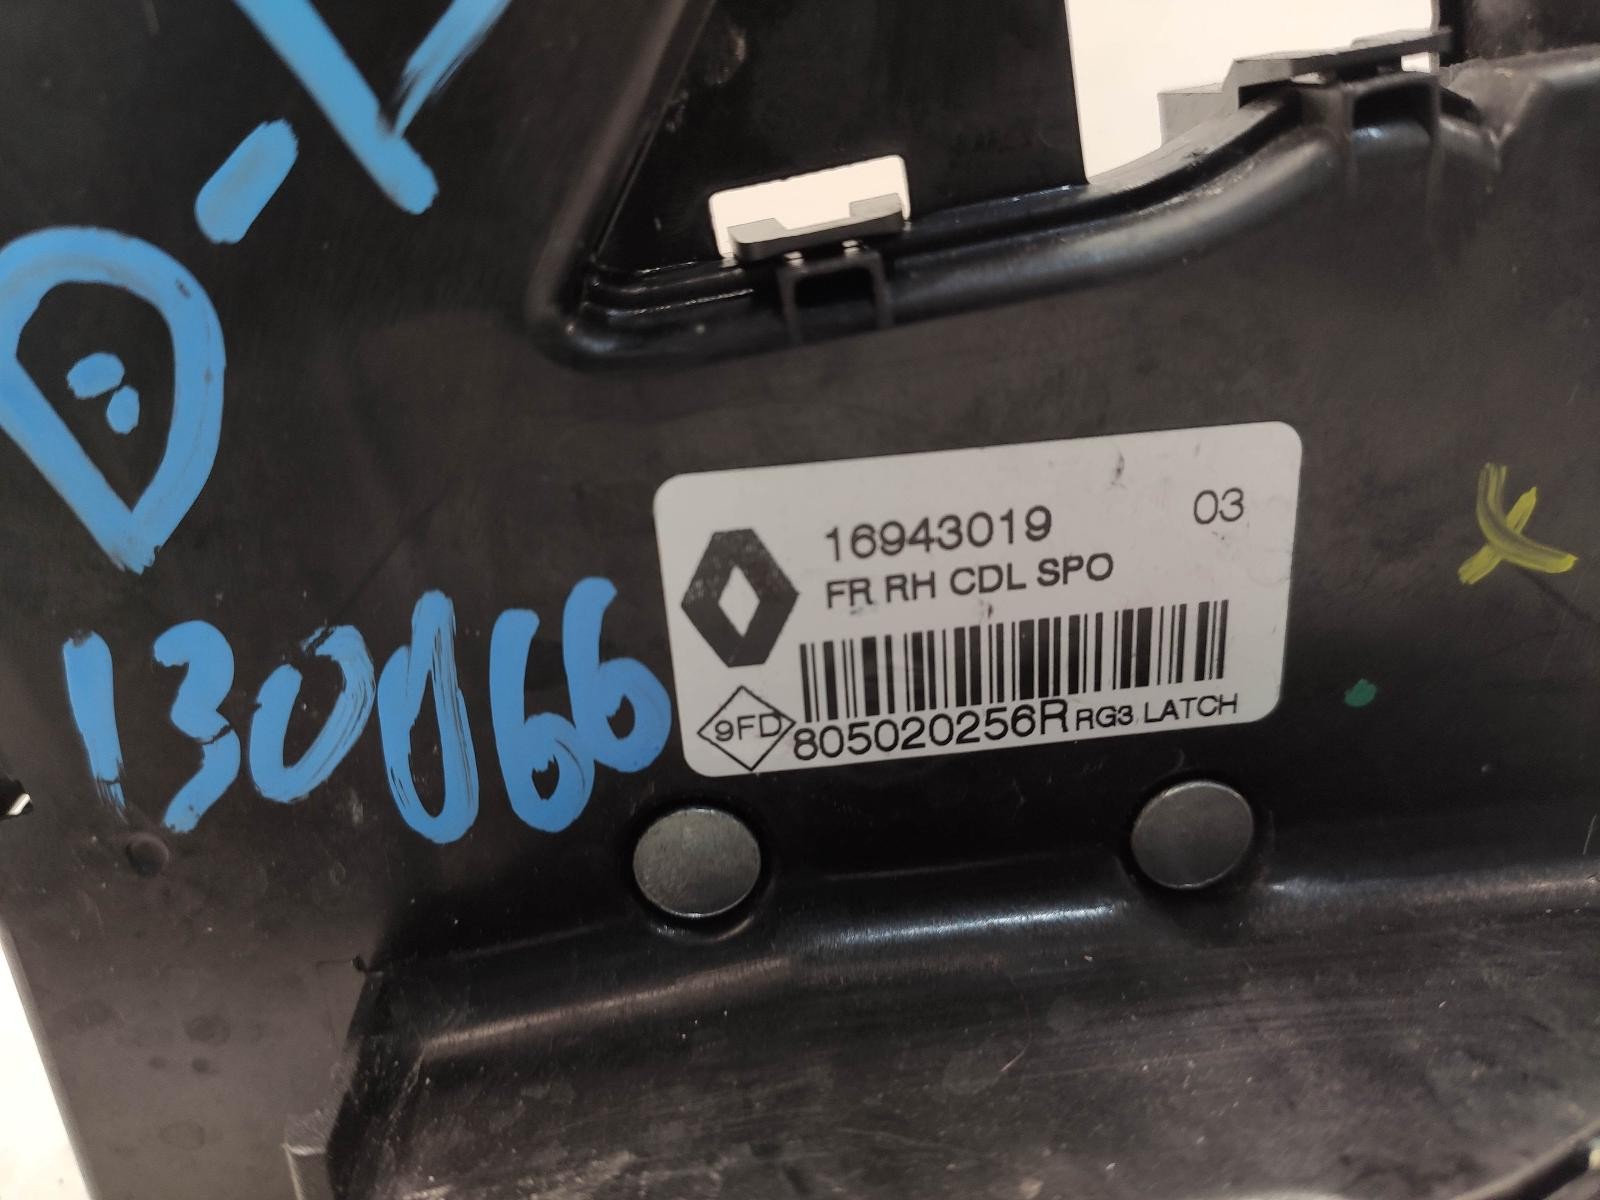 D-D
130066
16943019 03
FR RH CDL SPO
9FD
805020256R RG3 LATCH